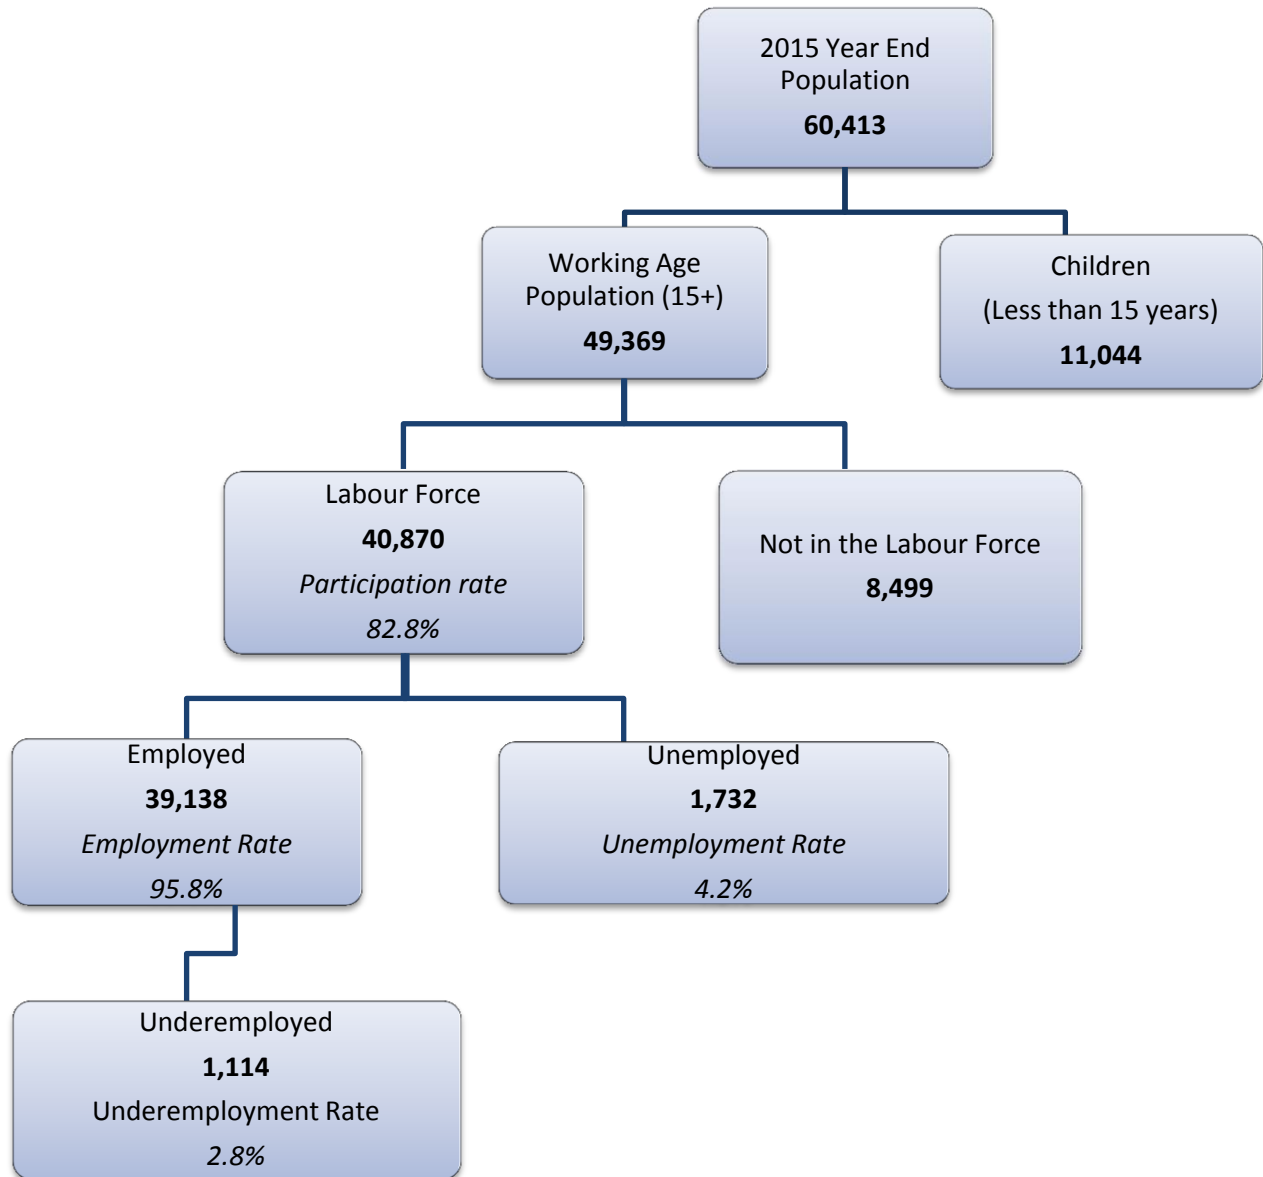 2015 Year End
Population
60,413
Working Age
Population (15+)
49,369
Children
(Less than 15 years)
11,044
Labour Force
40,870
Participation rate
82.8%
Not in the Labour Force
8,499
Employed
39,138
Employment Rate
95.8%
Unemployed
1,732
Unemployment Rate
4.2%
Underemployed
1,114
Underemployment Rate
2.8%